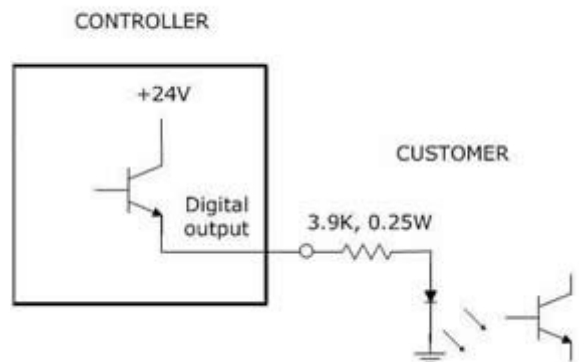 CONTROLLER
+24V
CUSTOMER
Digital
output
3.9K, 0.25W